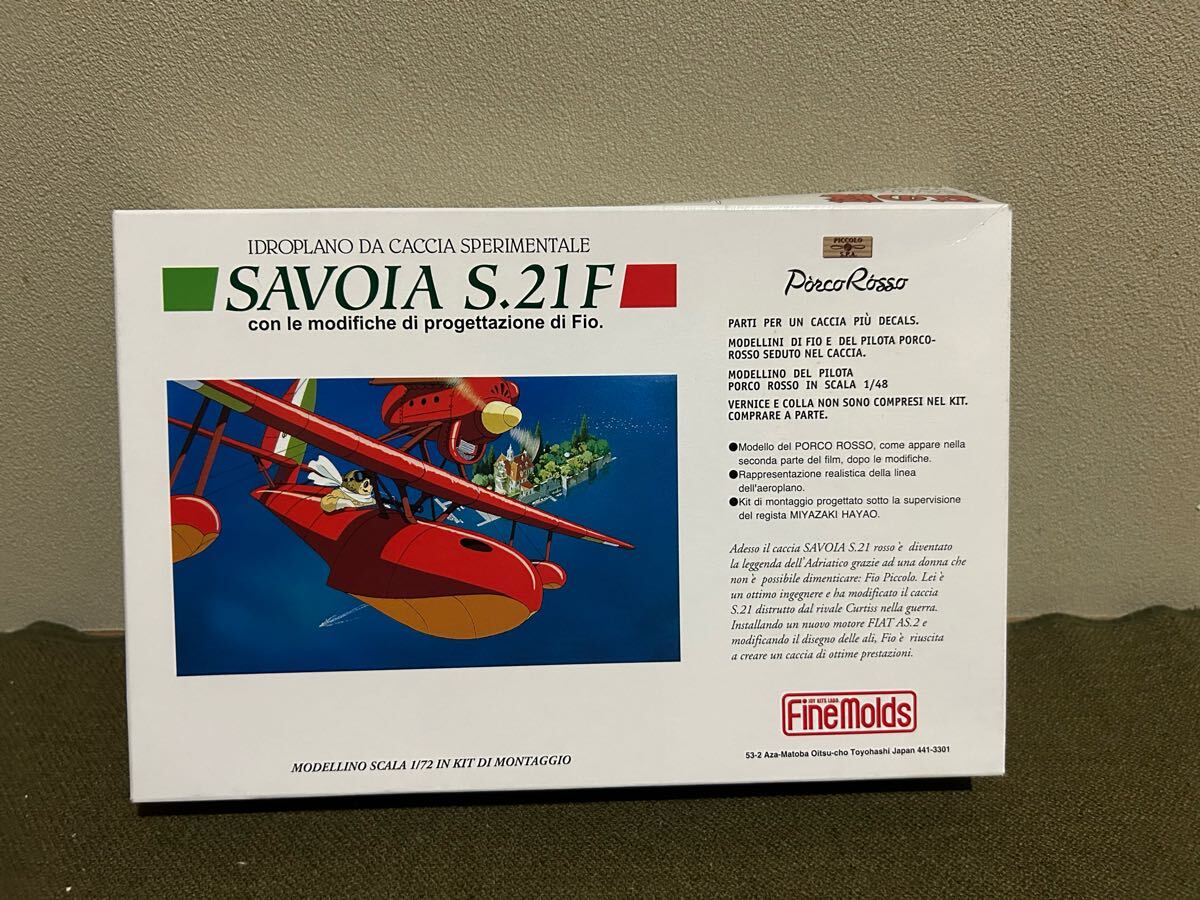 IDROPLANO DA CACCIA SPERIMENTALE
SAVOIA S.21F
con le modifiche di progettazione di Fio.
MODELLINO SCALA 1/72 IN KIT DI MONTAGGIO
PICCOLO
S.P.A.
Pòrco Rósso
PARTI PER UN CACCIA PIÙ DECALS.
MODELLINI DI FIO E DEL PILOTA PORCO-
ROSSO SEDUTO NEL CACCIA.
MODELLINO DEL PILOTA
PORCO ROSSO IN SCALA 1/48
VERNICE E COLLA NON SONO COMPRESI NEL KIT.
COMPRARE A PARTE.
●Modello del PORCO ROSSO, come appare nella
seconda parte del film, dopo le modifiche.
●Rappresentazione realistica della linea
dell'aeroplano.
●Kit di montaggio progettato sotto la supervisione
del regista MIYAZAKI HAYAO.
Adesso il caccia SAVOIA S.21 rosso è diventato
la leggenda dell'Adriatico grazie ad una donna che
non è possibile dimenticare: Fio Piccolo. Lei è
un ottimo ingegnere e ha modificato il caccia
S.21 distrutto dal rivale Curtiss nella guerra.
Installando un nuovo motore FIAT AS.2 e
modificando il disegno delle ali, Fio è riuscita
a creare un caccia di ottime prestazioni.
JOY KITS LABO
FineMolds
53-2 Aza-Matoba Oitsu-cho Toyohashi Japan 441-3301